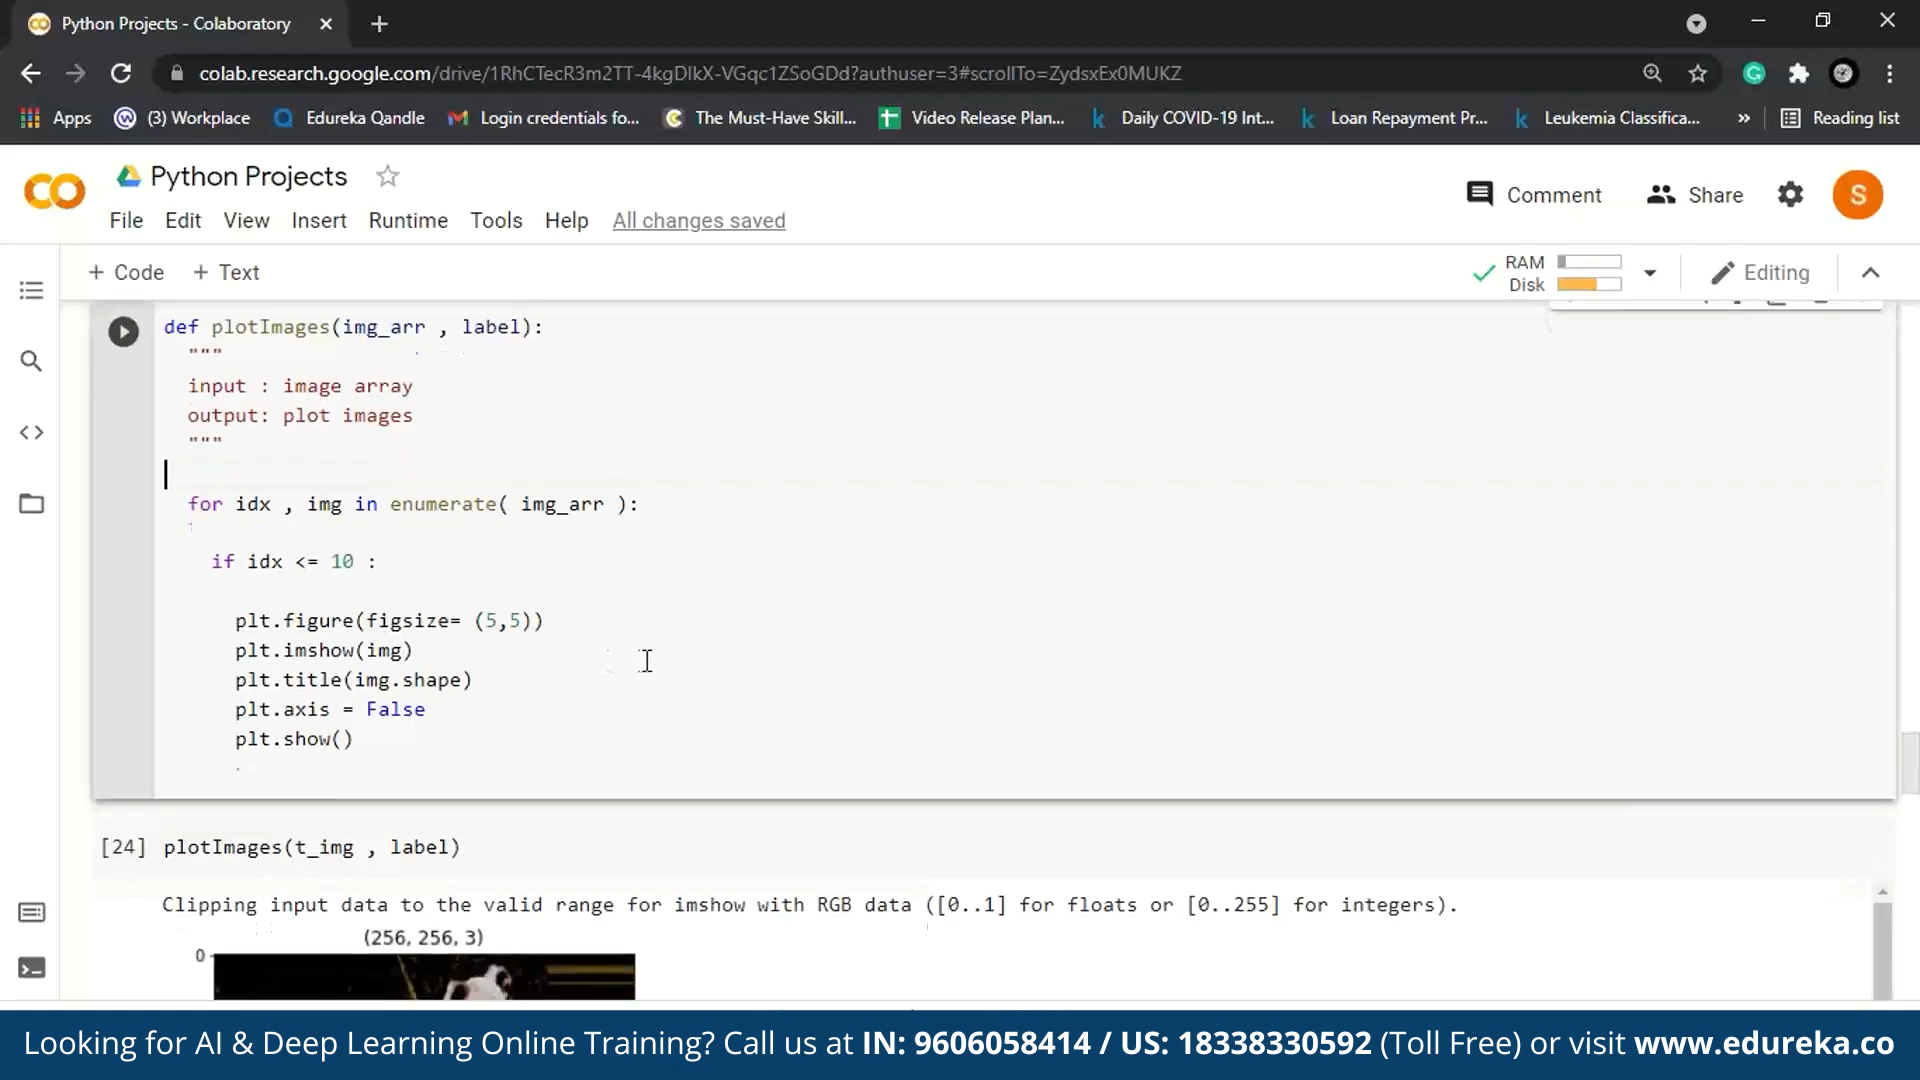 Python Projects - Colaboratory
colab.research.google.com/drive/1RhCTecR3m2TT-4kgDlkX-VGqc1ZSoGDd?authuser=3#scrollTo=ZydsxEx0MUKZ
Apps (3) Workplace Edureka Qandle Login credentials fo... The Must-Have Skill... Video Release Plan... Daily COVID-19 Int... Loan Repayment Pr... Leukemia Classifica... » Reading list
Python Projects
Comment Share S
File Edit View Insert Runtime Tools Help All changes saved
+ Code + Text
RAM
Disk
Editing
def plotImages(img_arr , label):
"""
input : image array
output: plot images
"""
for idx , img in enumerate( img_arr ):
if idx <= 10 :
plt.figure(figsize= (5,5))
plt.imshow(img)
plt.title(img.shape)
plt.axis = False
plt.show()
[24] plotImages(t_img , label)
Clipping input data to the valid range for imshow with RGB data ([0..1] for floats or [0..255] for integers).
(256, 256, 3)
0
Looking for AI & Deep Learning Online Training? Call us at IN: 9606058414 / US: 18338330592 (Toll Free) or visit www.edureka.co